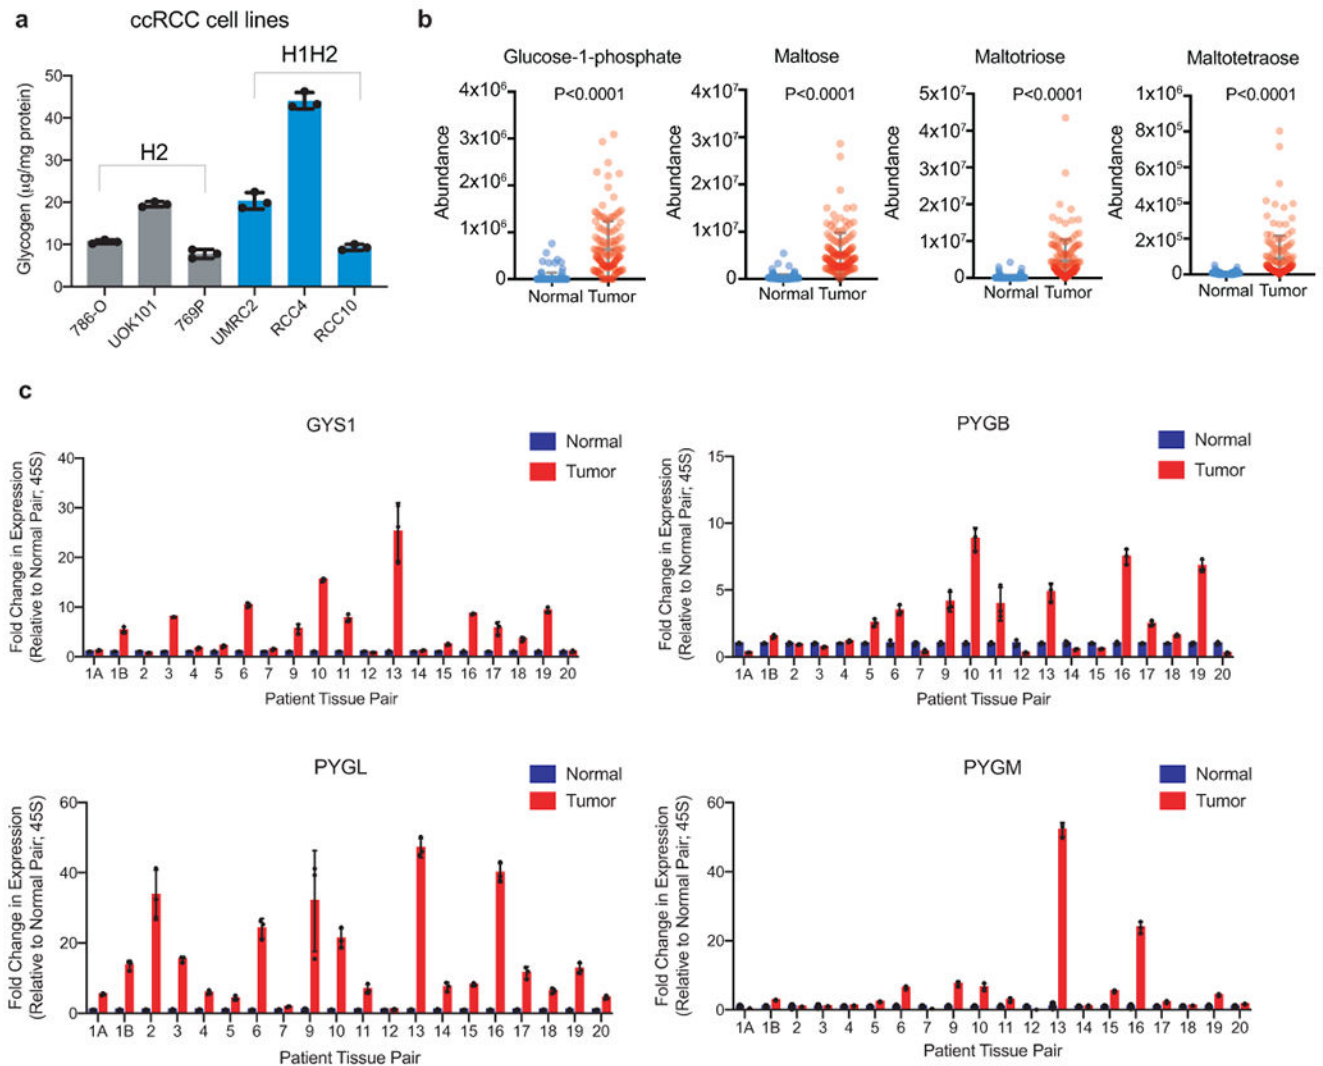 a
ccRCC cell lines
H1H2
H2
Glycogen (μg/mg protein)
50
40
30
20
10
0
786-O
UOK101
769P
UMRC2
RCC4
RCC10
b
Glucose-1-phosphate
P<0.0001
Abundance
4x10⁶
3x10⁶
2x10⁶
1x10⁶
0
Normal Tumor
Maltose
P<0.0001
Abundance
4x10⁷
3x10⁷
2x10⁷
1x10⁷
0
Normal Tumor
Maltotriose
P<0.0001
Abundance
5x10⁷
4x10⁷
2x10⁷
1x10⁷
0
Normal Tumor
Maltotetraose
P<0.0001
Abundance
1x10⁶
8x10⁵
6x10⁵
4x10⁵
2x10⁵
0
Normal Tumor
c
GYS1
Normal
Tumor
Fold Change in Expression
(Relative to Normal Pair; 45S)
40
30
20
10
0
1A 1B 2 3 4 5 6 7 9 10 11 12 13 14 15 16 17 18 19 20
Patient Tissue Pair
PYGB
Normal
Tumor
Fold Change in Expression
(Relative to Normal Pair; 45S)
15
10
5
0
1A 1B 2 3 4 5 6 7 9 10 11 12 13 14 15 16 17 18 19 20
Patient Tissue Pair
PYGL
Normal
Tumor
Fold Change in Expression
(Relative to Normal Pair; 45S)
60
40
20
0
1A 1B 2 3 4 5 6 7 9 10 11 12 13 14 15 16 17 18 19 20
Patient Tissue Pair
PYGM
Normal
Tumor
Fold Change in Expression
(Relative to Normal Pair; 45S)
60
40
20
0
1A 1B 2 3 4 5 6 7 9 10 11 12 13 14 15 16 17 18 19 20
Patient Tissue Pair